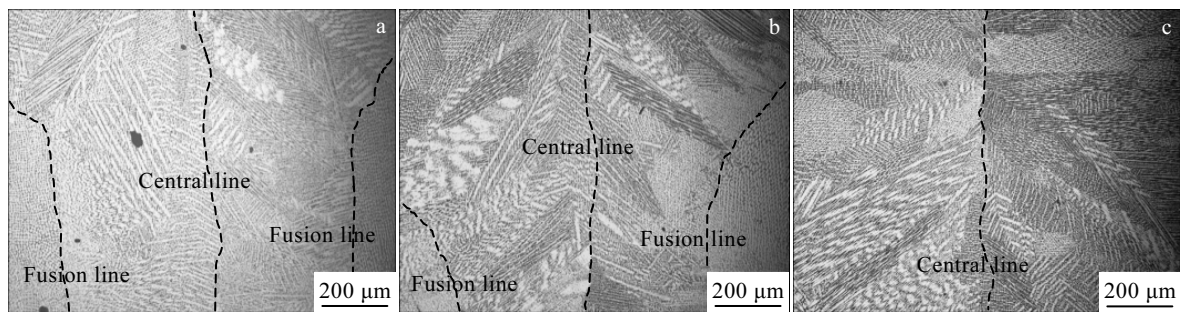 a
Central line
Fusion line
Fusion line
200 μm
b
Central line
Fusion line
Fusion line
200 μm
c
Central line
200 μm